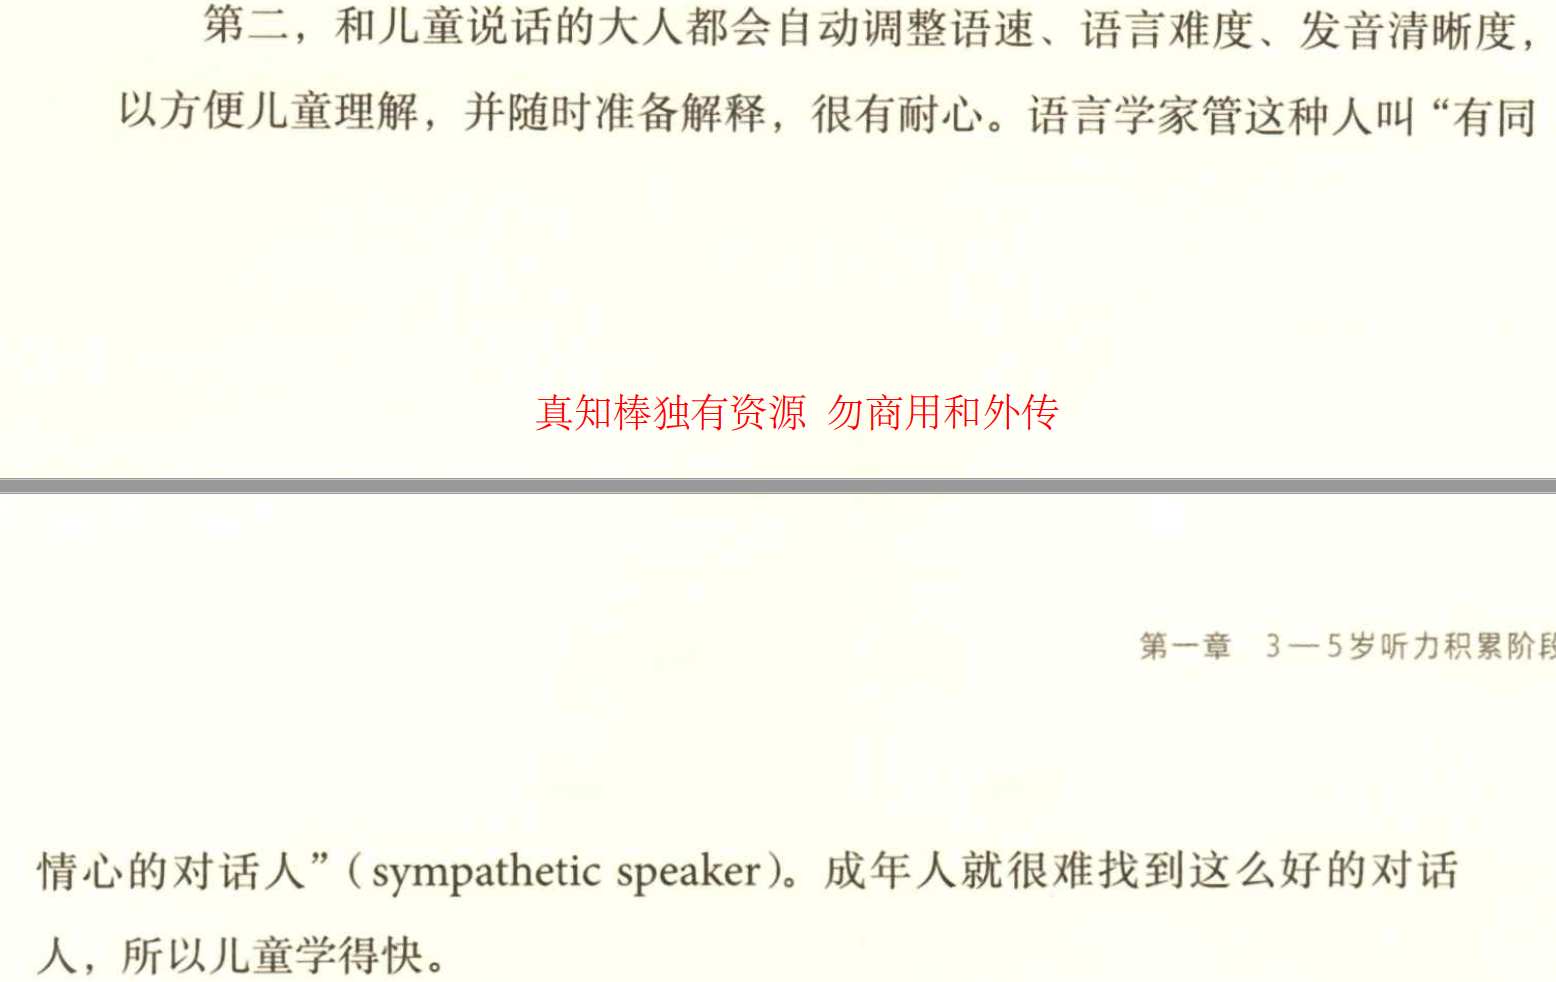 第二，和儿童说话的大人都会自动调整语速、语言难度、发音清晰度，
以方便儿童理解，并随时准备解释，很有耐心。语言学家管这种人叫“有同
真知棒独有资源 勿商用和外传
第一章 3—5岁听力积累阶段
情心的对话人”（sympathetic speaker）。成年人就很难找到这么好的对话
人，所以儿童学得快。